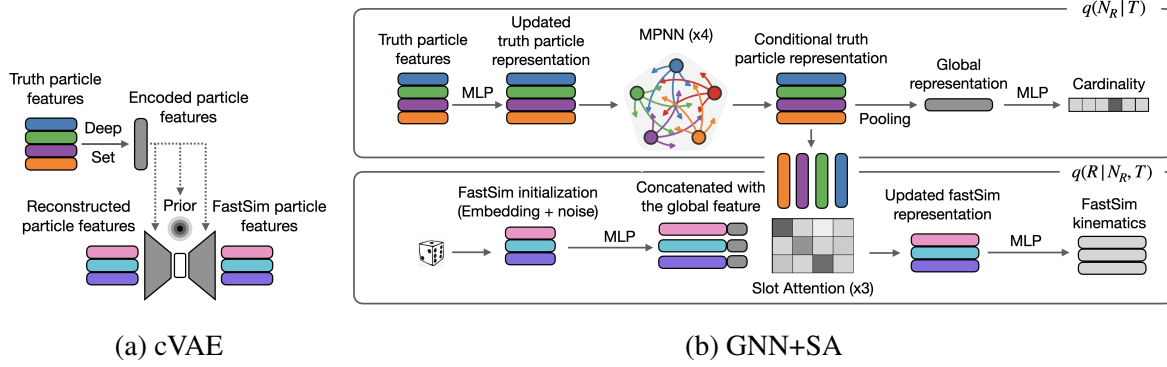 Truth particle
features
Deep
Set
Encoded particle
features
Reconstructed
particle features
Prior
FastSim particle
features
(a) cVAE
q(N_R|T)
Truth particle
features
MLP
Updated
truth particle
representation
MPNN (x4)
Conditional truth
particle representation
Pooling
Global
representation
MLP
Cardinality
q(R|N_R, T)
FastSim initialization
(Embedding + noise)
MLP
Concatenated with
the global feature
Slot Attention (x3)
Updated fastSim
representation
MLP
FastSim
kinematics
(b) GNN+SA